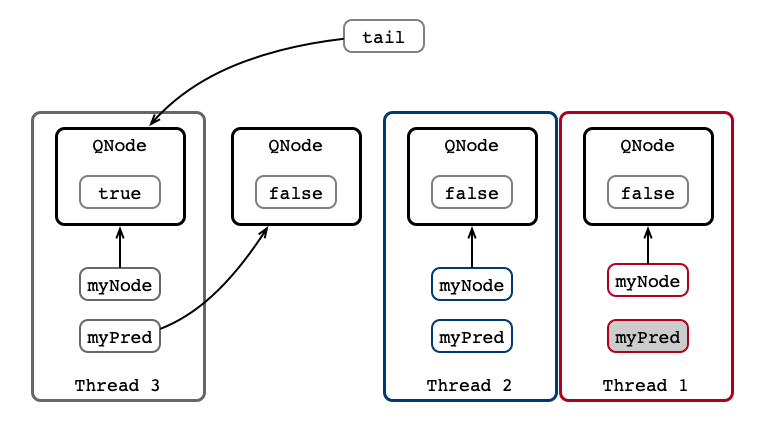 tail
QNode
true
myNode
myPred
Thread 3
QNode
false
QNode
false
myNode
myPred
Thread 2
QNode
false
myNode
myPred
Thread 1